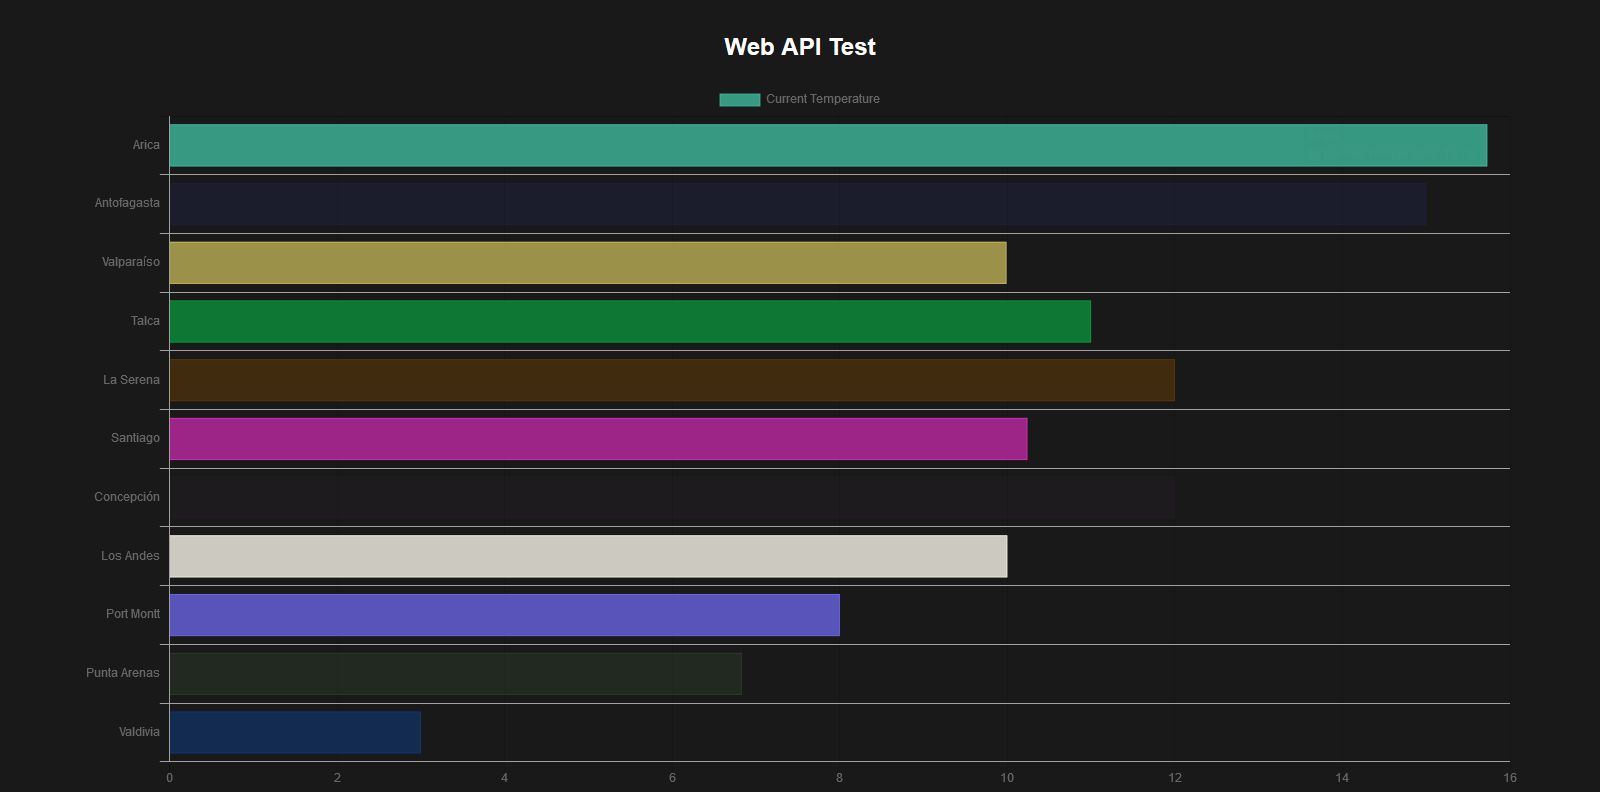 Web API Test
Current Temperature
Arica
Antofagasta
Valparaíso
Talca
La Serena
Santiago
Concepción
Los Andes
Port Montt
Punta Arenas
Valdivia
0 2 4 6 8 10 12 14 16